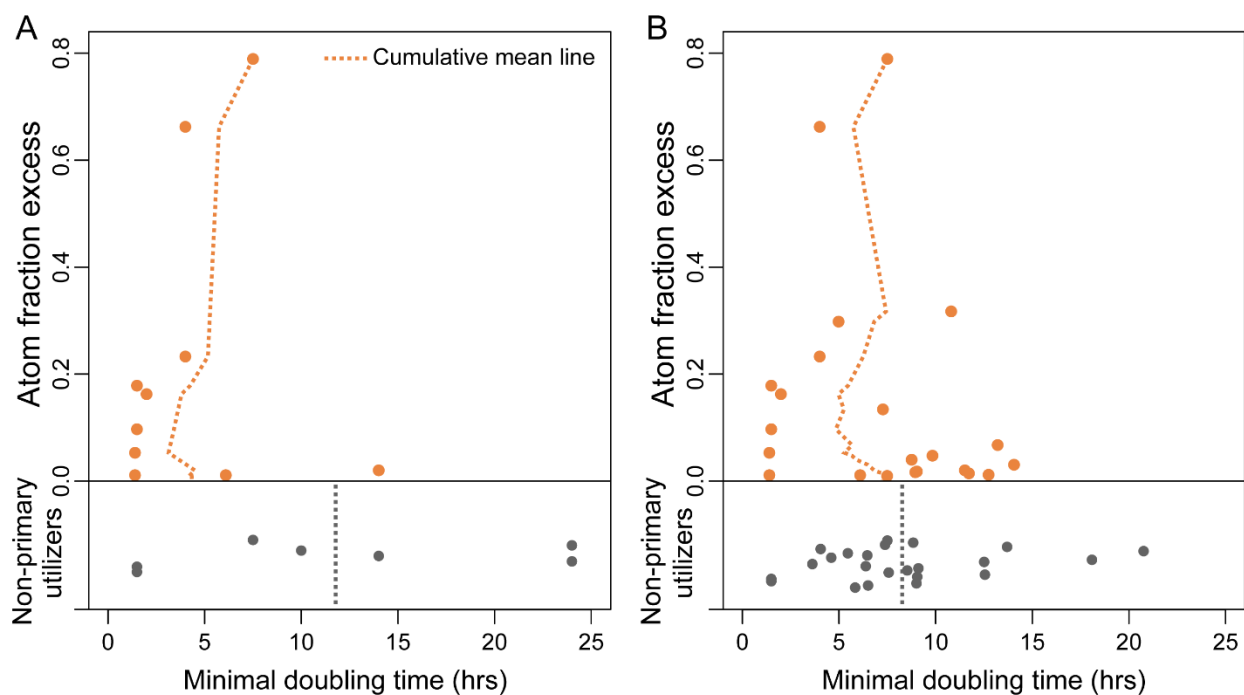 A
B
Cumulative mean line
Atom fraction excess
0.8
0.6
0.4
0.2
0.0
Non-primary
utilizers
0 5 10 15 20 25
Minimal doubling time (hrs)
Atom fraction excess
0.8
0.6
0.4
0.2
0.0
Non-primary
utilizers
0 5 10 15 20 25
Minimal doubling time (hrs)